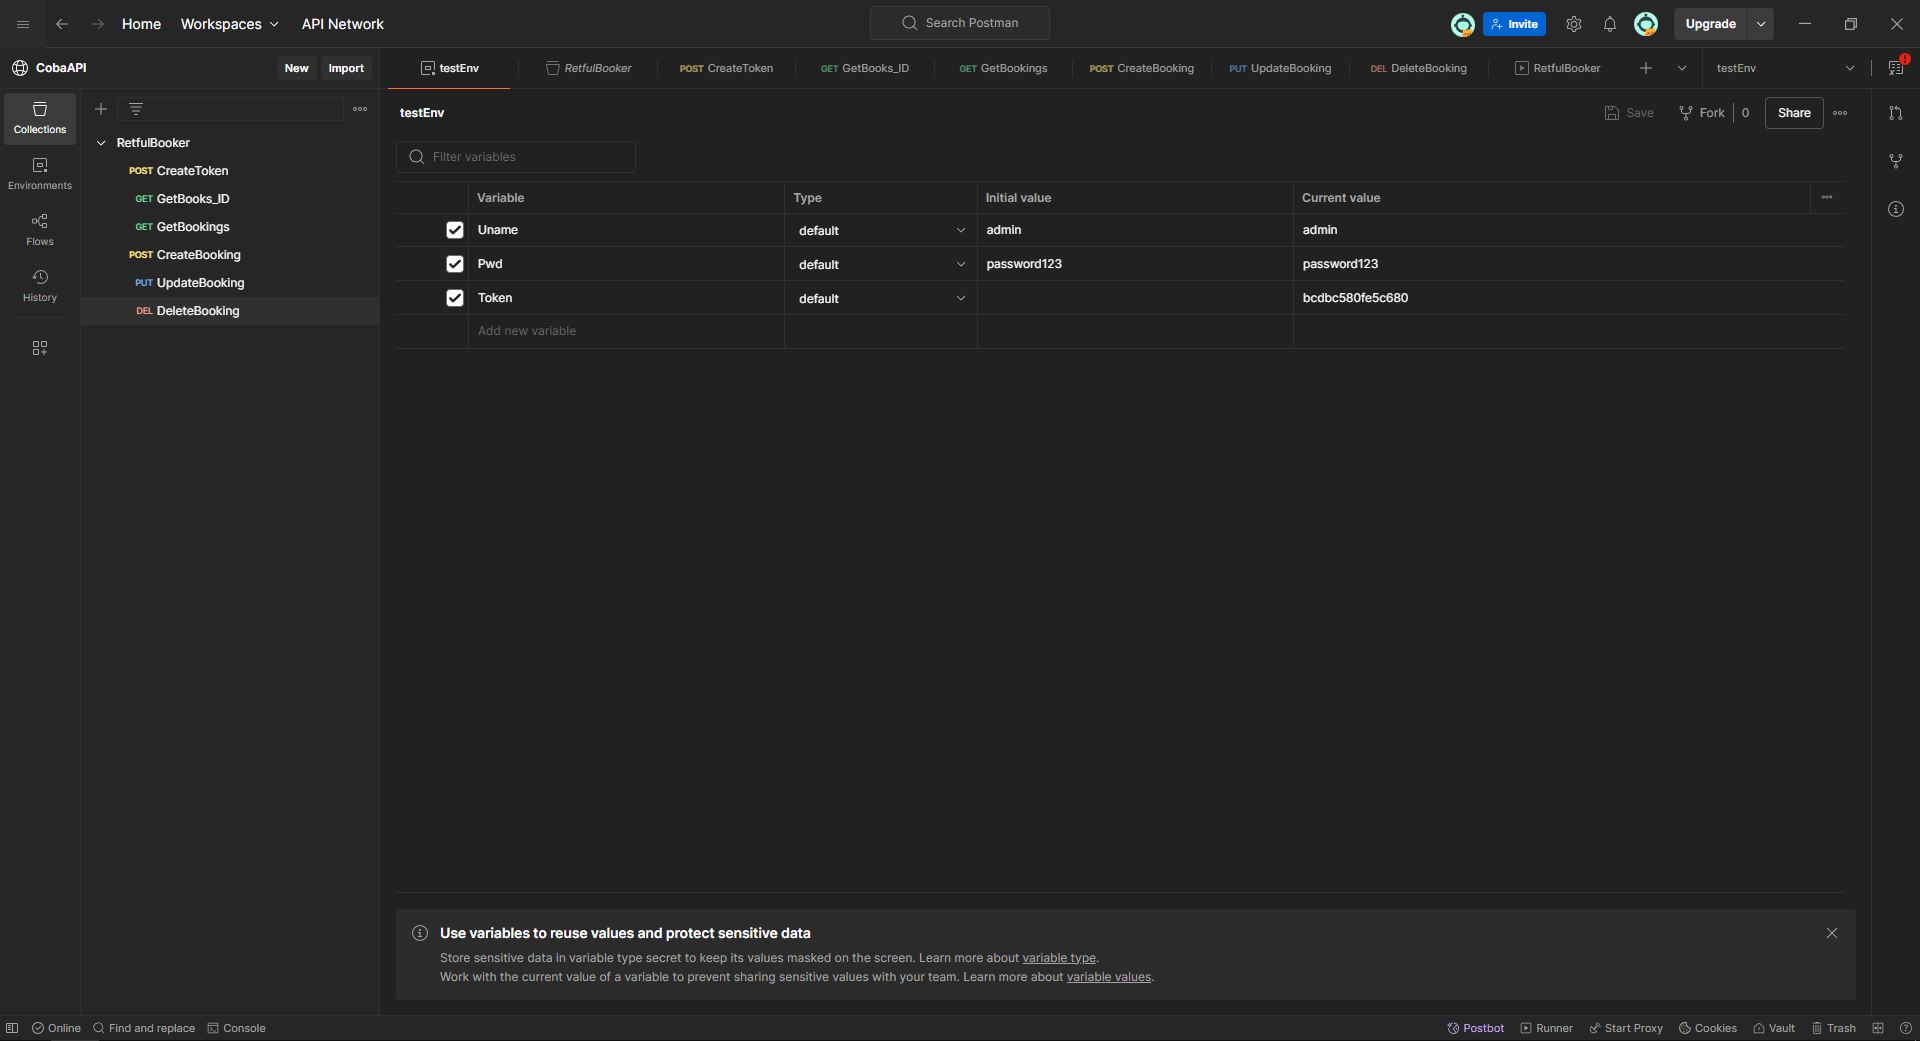 Home Workspaces API Network Search Postman Invite Upgrade
CobaAPI New Import testEnv RetfulBooker POST CreateToken GET GetBooks_ID GET GetBookings POST CreateBooking PUT UpdateBooking DEL DeleteBooking RetfulBooker testEnv
Collections
Environments
Flows
History
RetfulBooker
POST CreateToken
GET GetBooks_ID
GET GetBookings
POST CreateBooking
PUT UpdateBooking
DEL DeleteBooking
testEnv Save Fork 0 Share
Filter variables
Variable Type Initial value Current value
Uname default admin admin
Pwd default password123 password123
Token default bcdbc580fe5c680
Add new variable
Use variables to reuse values and protect sensitive data
Store sensitive data in variable type secret to keep its values masked on the screen. Learn more about variable type.
Work with the current value of a variable to prevent sharing sensitive values with your team. Learn more about variable values.
Online Find and replace Console Postbot Runner Start Proxy Cookies Vault Trash